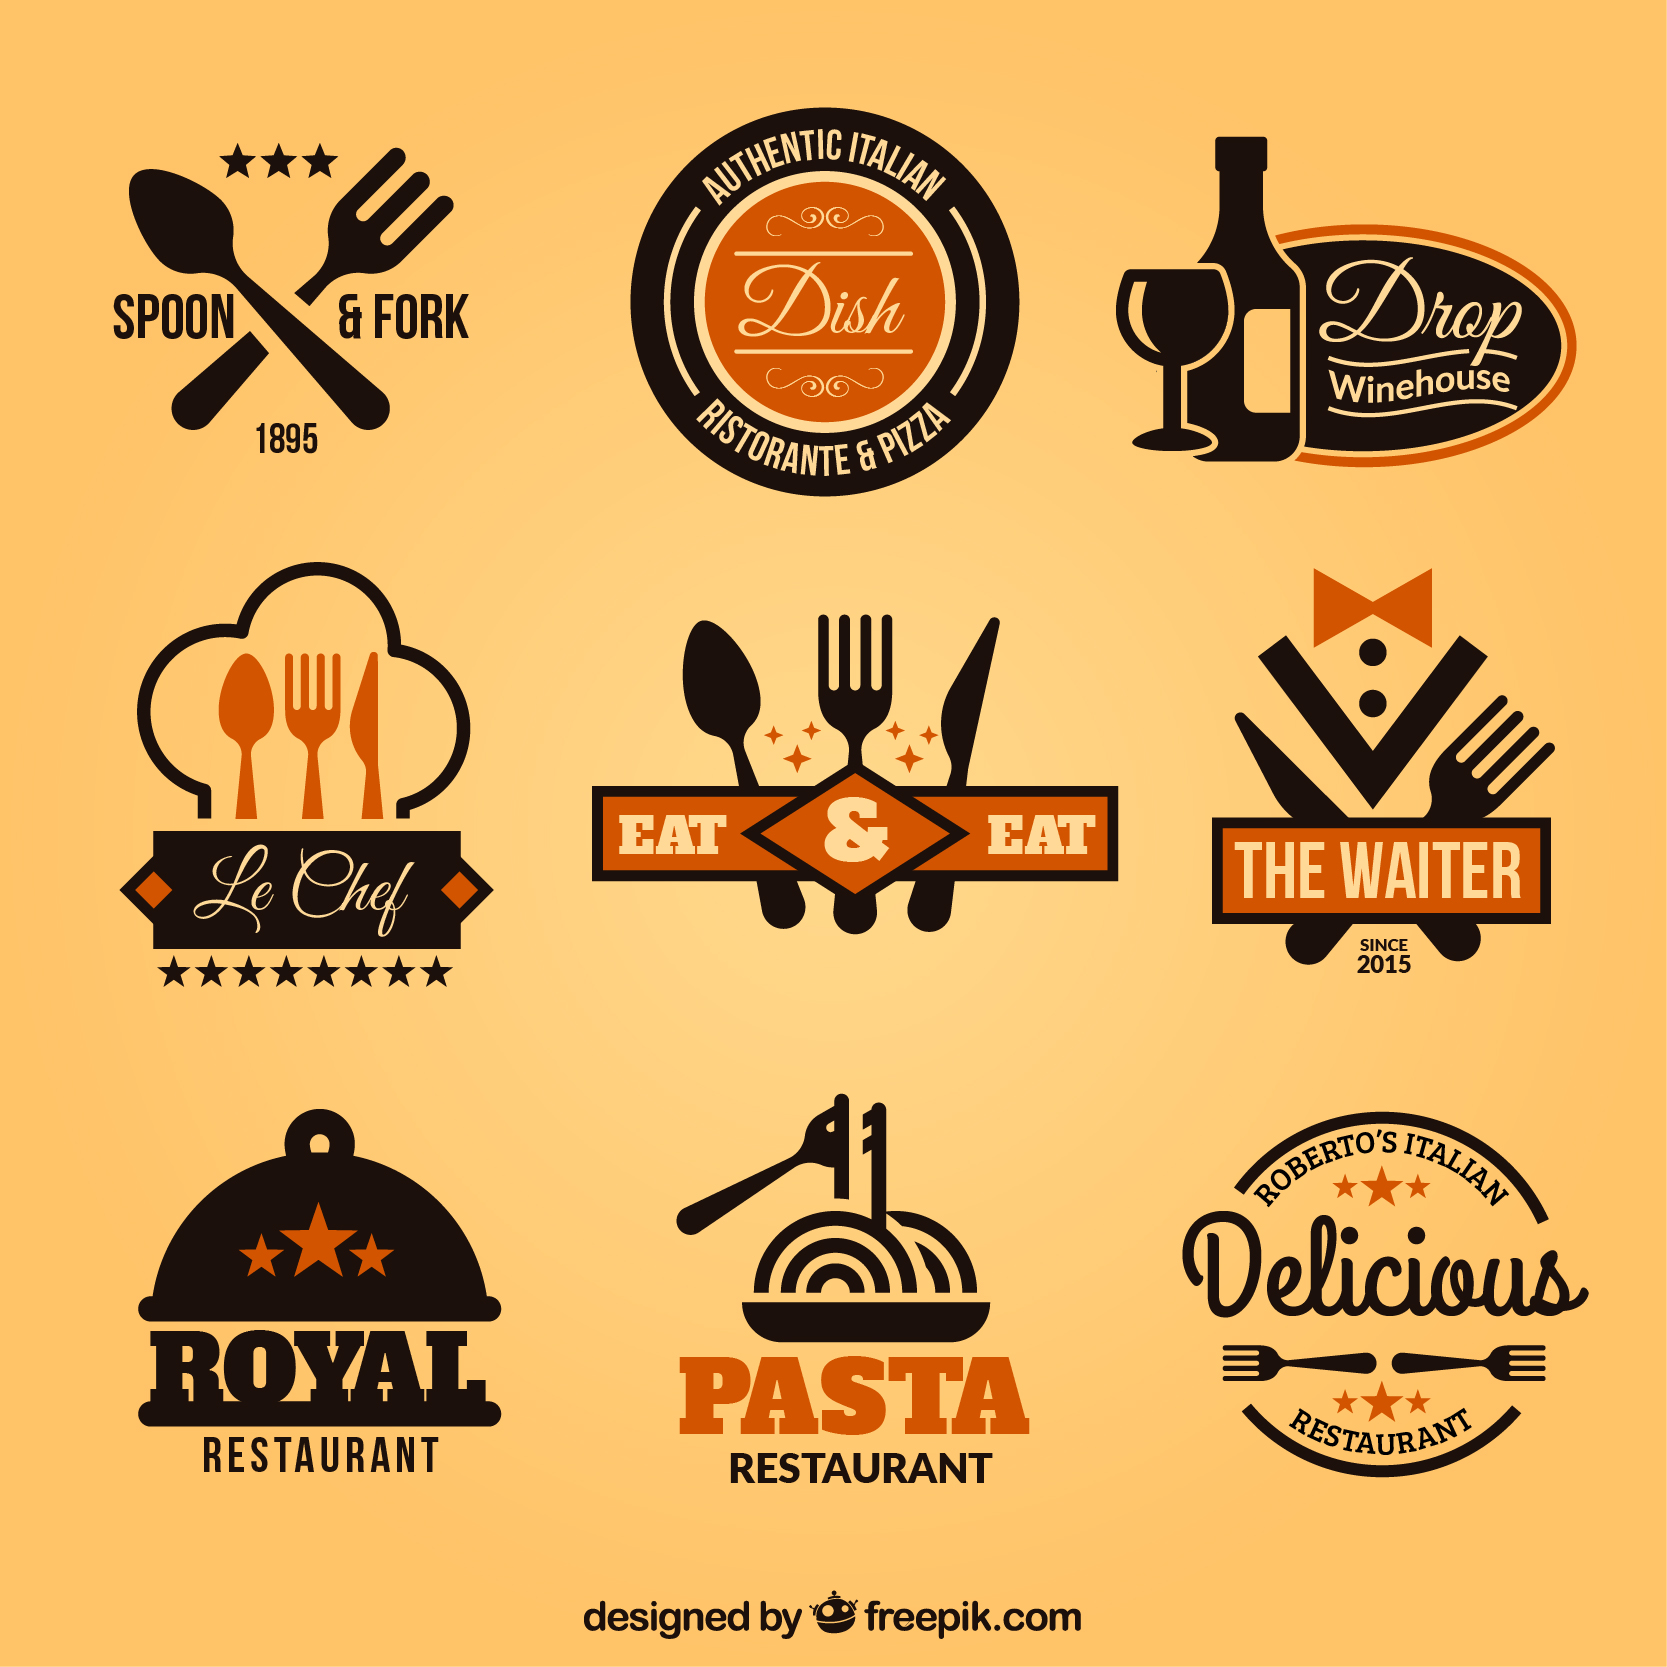 SPOON & FORK
1895
AUTHENTIC ITALIAN
Dish
RISTORANTE & PIZZA
Drop
Winehouse
Le Chef
EAT & EAT
THE WAITER
SINCE
2015
ROYAL
RESTAURANT
PASTA
RESTAURANT
ROBERTO'S ITALIAN
Delicious
RESTAURANT
designed by freepik.com